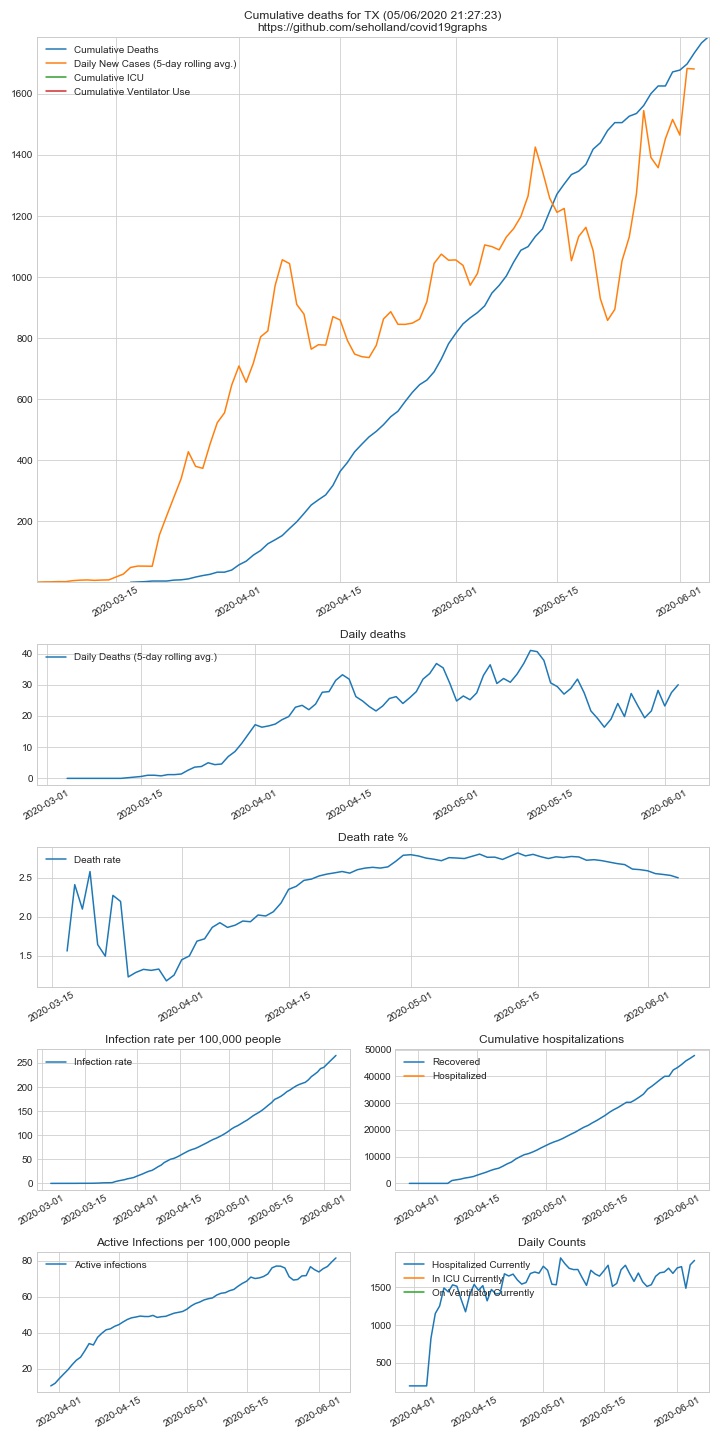 Cumulative deaths for TX (05/06/2020 21:27:23)
https://github.com/seholland/covid19graphs
Cumulative Deaths
Daily New Cases (5-day rolling avg.)
Cumulative ICU
Cumulative Ventilator Use
1600
1400
1200
1000
800
600
400
200
2020-03-15 2020-04-01 2020-04-15 2020-05-01 2020-05-15 2020-06-01
Daily deaths
Daily Deaths (5-day rolling avg.)
40
30
20
10
0
2020-03-01 2020-03-15 2020-04-01 2020-04-15 2020-05-01 2020-05-15 2020-06-01
Death rate %
Death rate
2.5
2.0
1.5
2020-03-15 2020-04-01 2020-04-15 2020-05-01 2020-05-15 2020-06-01
Infection rate per 100,000 people
Infection rate
250
200
150
100
50
0
2020-03-01 2020-03-15 2020-04-01 2020-04-15 2020-05-01 2020-05-15 2020-06-01
Cumulative hospitalizations
Recovered
Hospitalized
50000
40000
30000
20000
10000
0
2020-04-01 2020-04-15 2020-05-01 2020-05-15 2020-06-01
Active Infections per 100,000 people
Active infections
80
60
40
20
2020-04-01 2020-04-15 2020-05-01 2020-05-15 2020-06-01
Daily Counts
Hospitalized Currently
In ICU Currently
On Ventilator Currently
1500
1000
500
2020-04-01 2020-04-15 2020-05-01 2020-05-15 2020-06-01